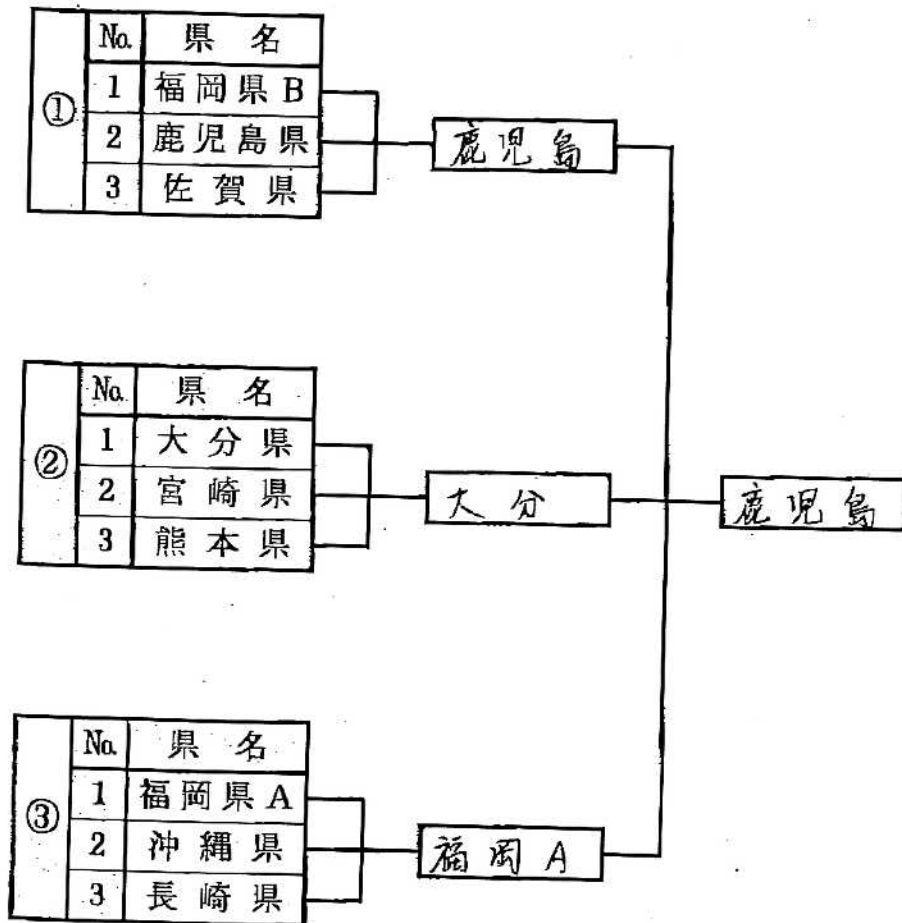 ① No. 県名
1 福岡県B
2 鹿児島県
3 佐賀県
鹿児島
② No. 県名
1 大分県
2 宮崎県
3 熊本県
大分
鹿児島
③ No. 県名
1 福岡県A
2 沖縄県
3 長崎県
福岡A